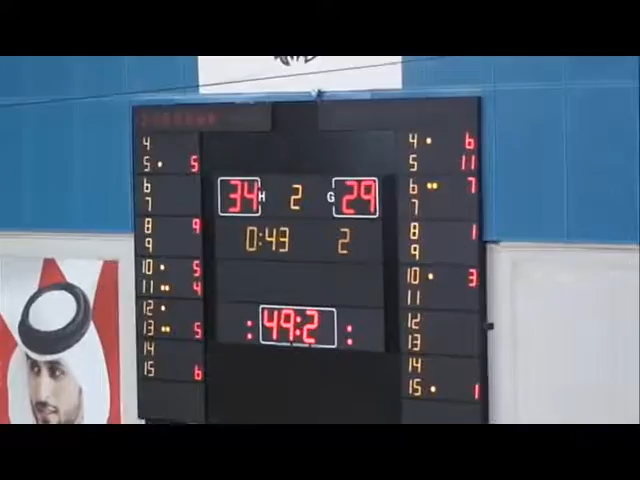 4 4 6
5 5 5 11
6 34 H 2 G 29 6 7
7 7
8 9 8 1
9 0:43 2 9
10 5 10 3
11 4 11
12 49:2 12
13 5 : : 13
14 14
15 6 15 1